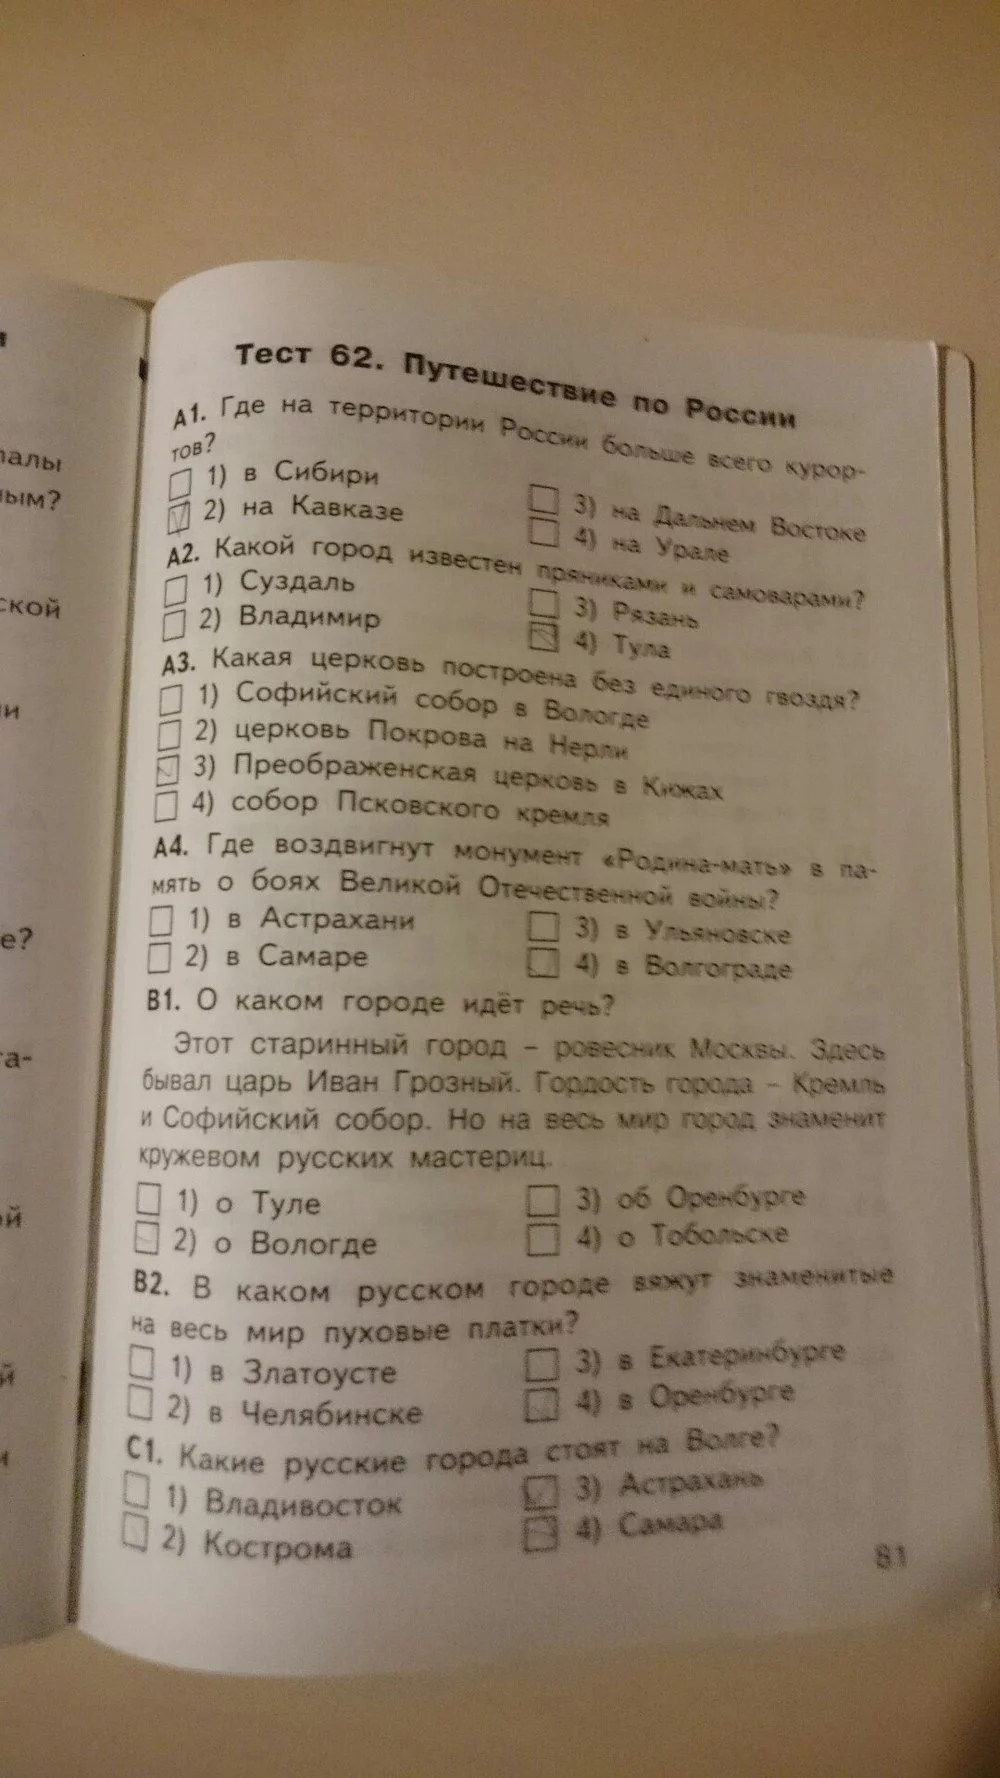 Тест 62. Путешествие по России
А1. Где на территории России больше всего курор-
тов?
1) в Сибири
2) на Кавказе
3) на Дальнем Востоке
4) на Урале
А2. Какой город известен пряниками и самоварами?
1) Суздаль
2) Владимир
3) Рязань
4) Тула
А3. Какая церковь построена без единого гвоздя?
1) Софийский собор в Вологде
2) церковь Покрова на Нерли
3) Преображенская церковь в Кижах
4) собор Псковского кремля
А4. Где воздвигнут монумент «Родина-мать» в па-
мять о боях Великой Отечественной войны?
1) в Астрахани
2) в Самаре
3) в Ульяновске
4) в Волгограде
В1. О каком городе идёт речь?
Этот старинный город – ровесник Москвы. Здесь
бывал царь Иван Грозный. Гордость города – Кремль
и Софийский собор. Но на весь мир город знаменит
кружевом русских мастериц.
1) о Туле
2) о Вологде
3) об Оренбурге
4) о Тобольске
В2. В каком русском городе вяжут знаменитые
на весь мир пуховые платки?
1) в Златоусте
2) в Челябинске
3) в Екатеринбурге
4) в Оренбурге
С1. Какие русские города стоят на Волге?
1) Владивосток
2) Кострома
3) Астрахань
4) Самара
81